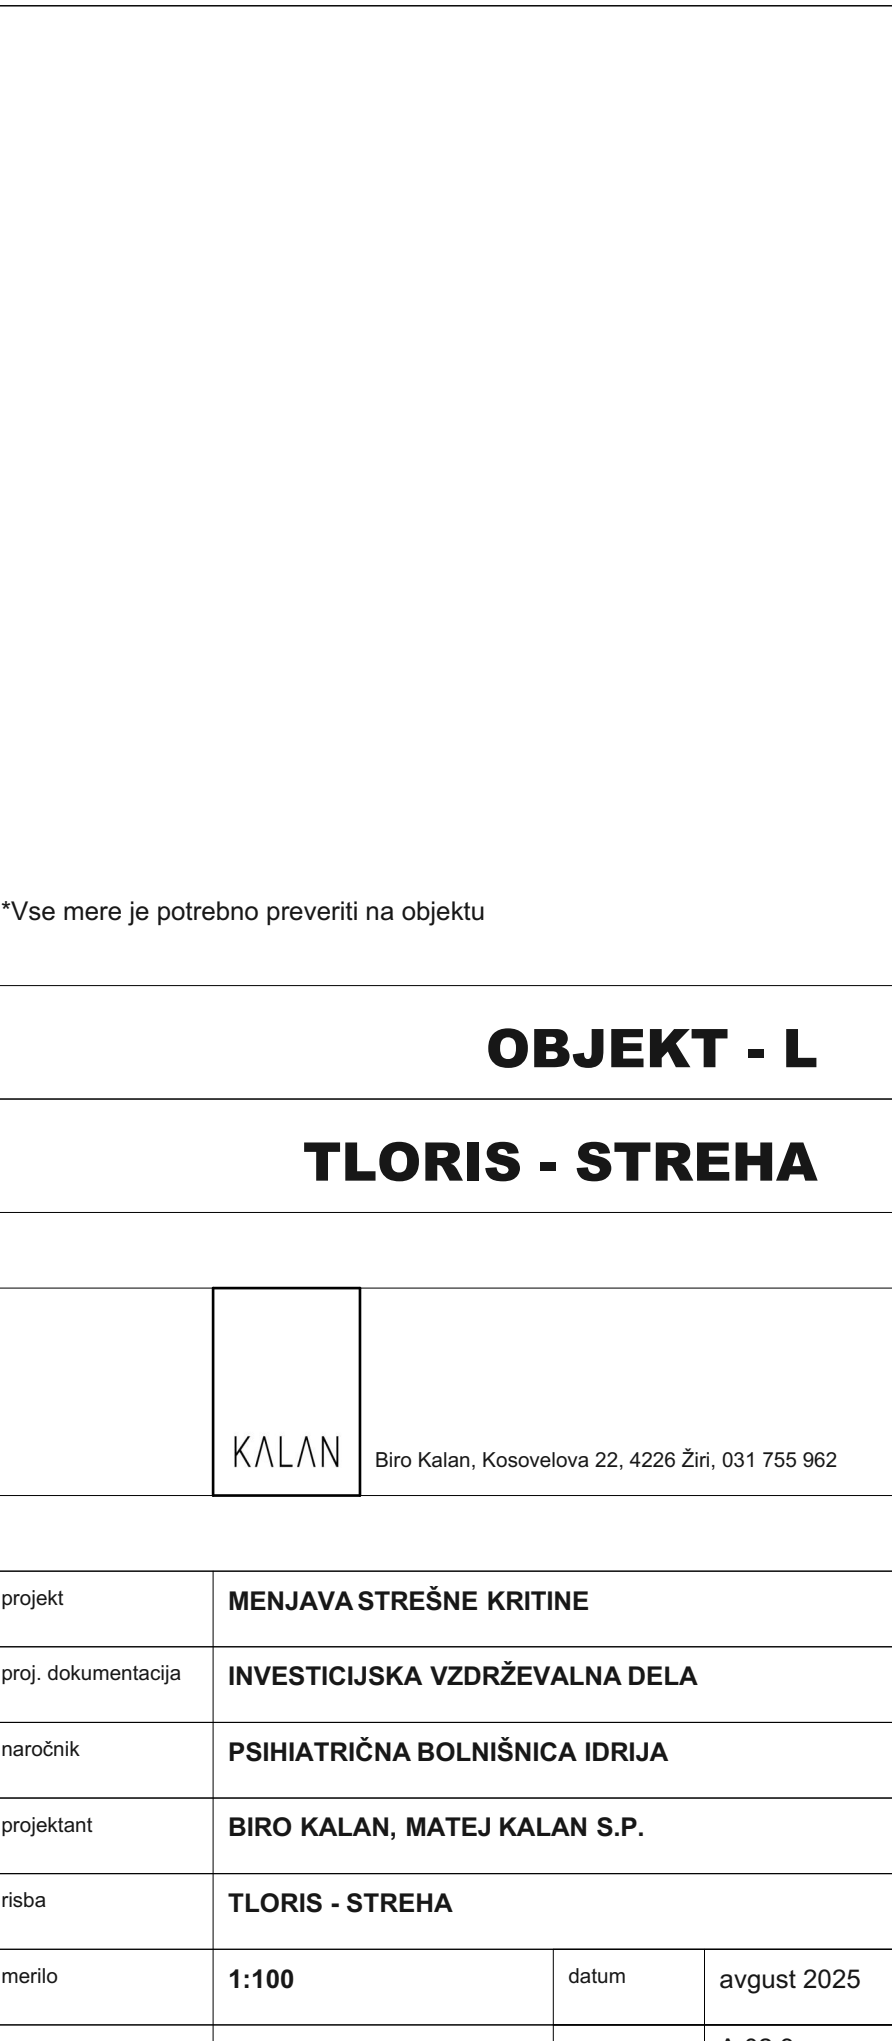 *Vse mere je potrebno preveriti na objektu
OBJEKT - L
TLORIS - STREHA
KALAN
Biro Kalan, Kosovelova 22, 4226 Žiri, 031 755 962
projekt MENJAVA STREŠNE KRITINE
proj. dokumentacija INVESTICIJSKA VZDRŽEVALNA DELA
naročnik PSIHIATRIČNA BOLNIŠNICA IDRIJA
projektant BIRO KALAN, MATEJ KALAN S.P.
risba TLORIS - STREHA
merilo 1:100 datum avgust 2025